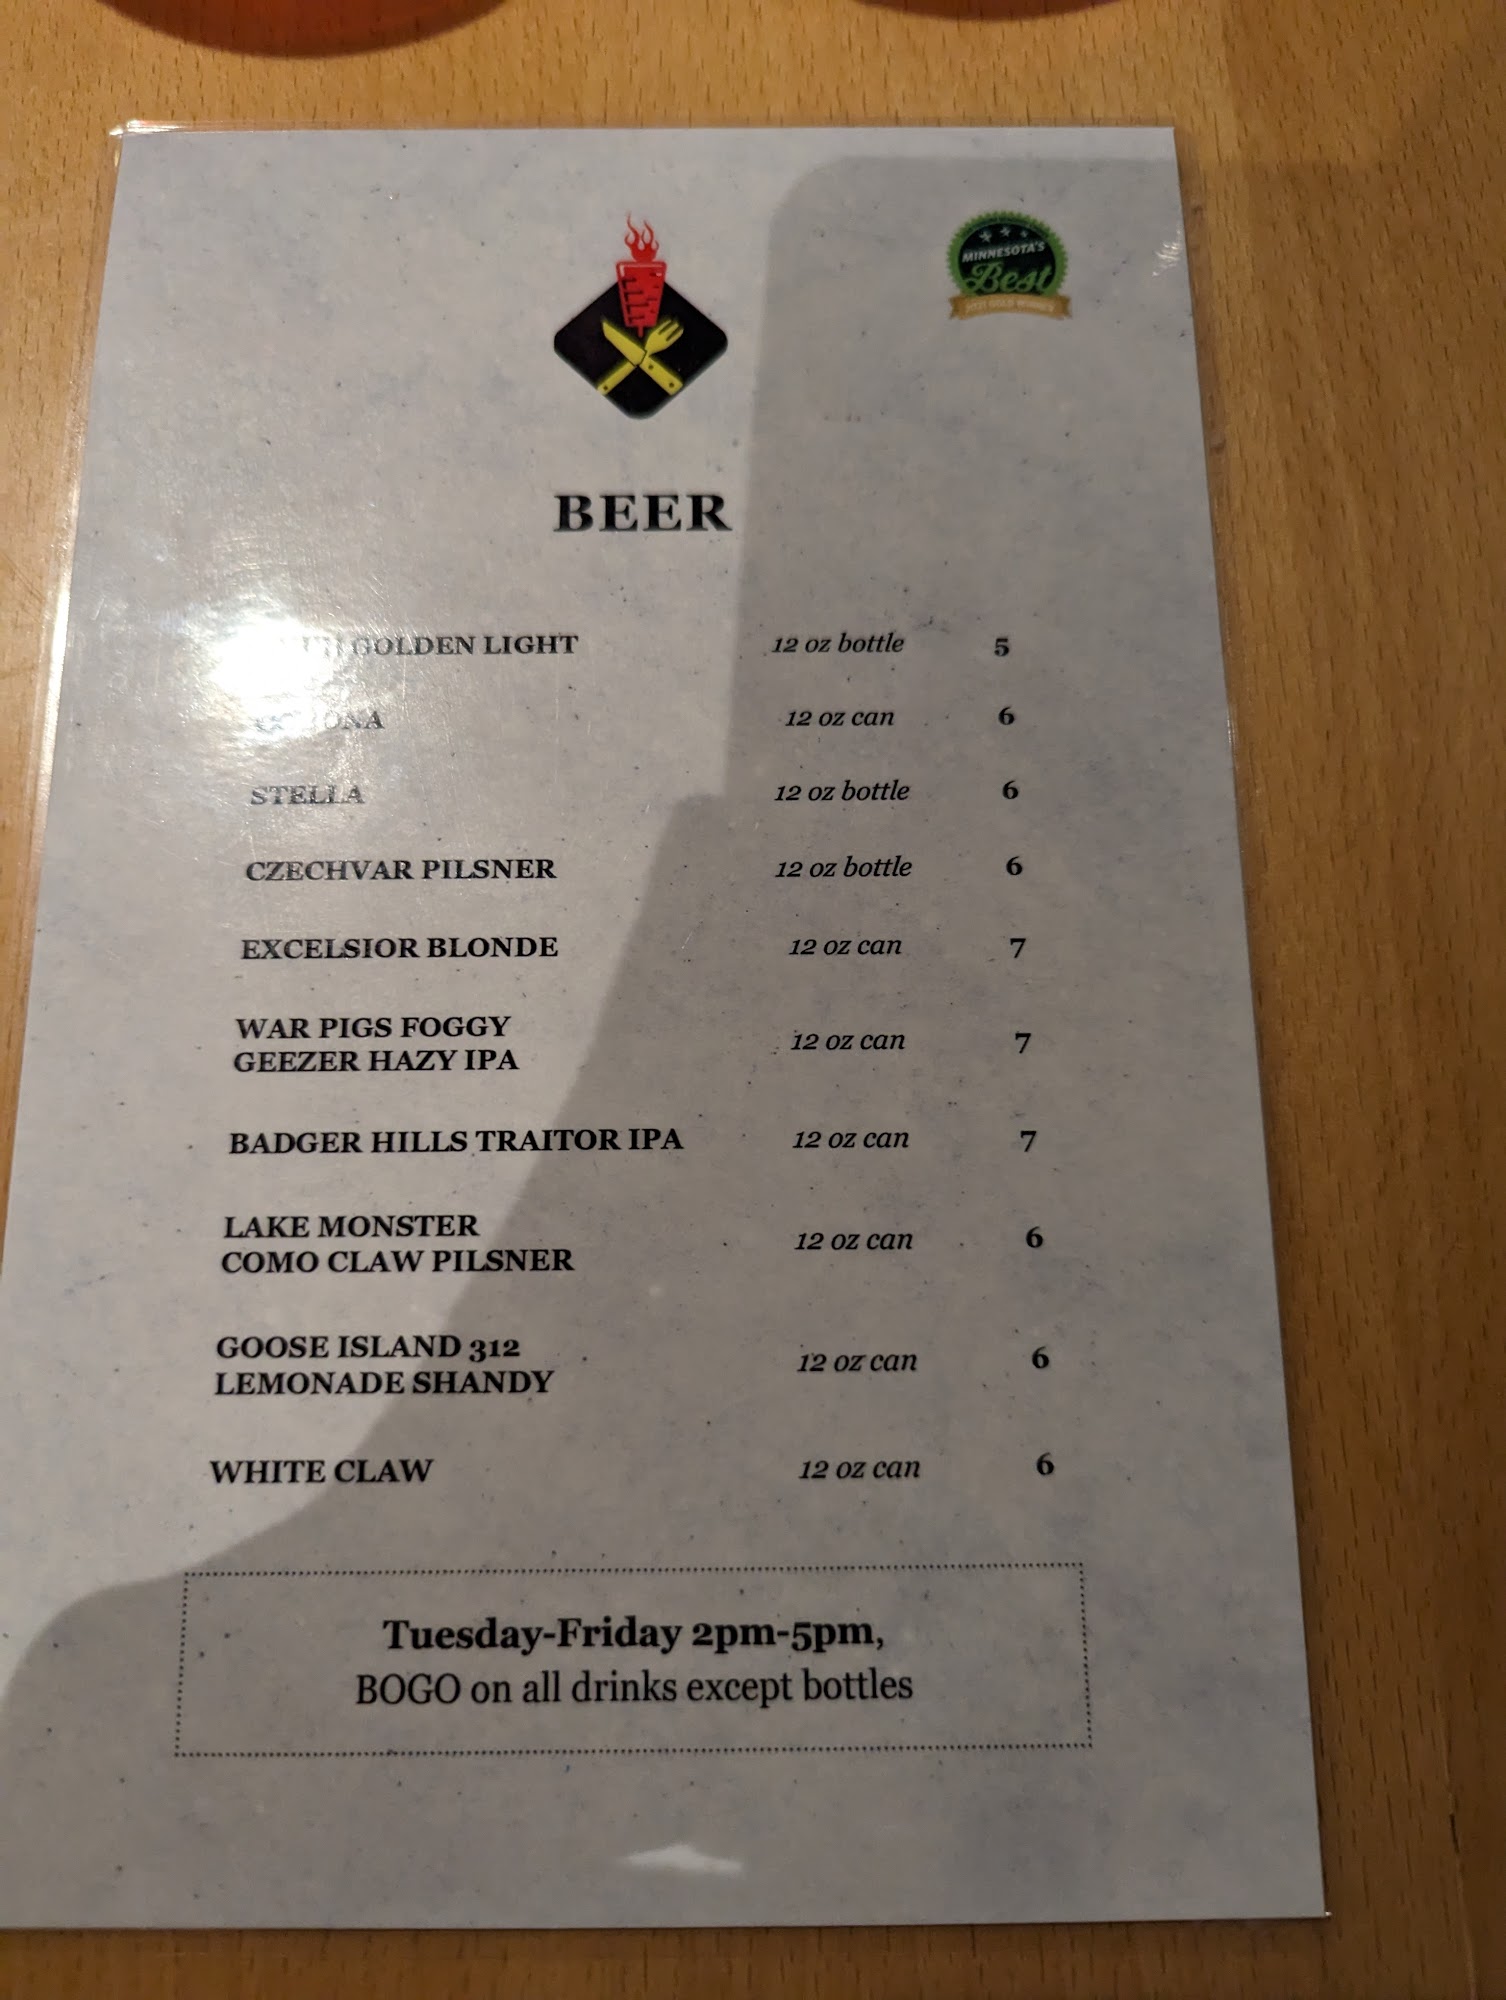 MINNESOTA'S
Best
BEER
GOLDEN LIGHT 12 oz bottle 5
12 oz can 6
STELLA 12 oz bottle 6
CZECHVAR PILSNER 12 oz bottle 6
EXCELSIOR BLONDE 12 oz can 7
WAR PIGS FOGGY
GEEZER HAZY IPA 12 oz can 7
BADGER HILLS TRAITOR IPA 12 oz can 7
LAKE MONSTER
COMO CLAW PILSNER 12 oz can 6
GOOSE ISLAND 312
LEMONADE SHANDY 12 oz can 6
WHITE CLAW 12 oz can 6
Tuesday-Friday 2pm-5pm,
BOGO on all drinks except bottles